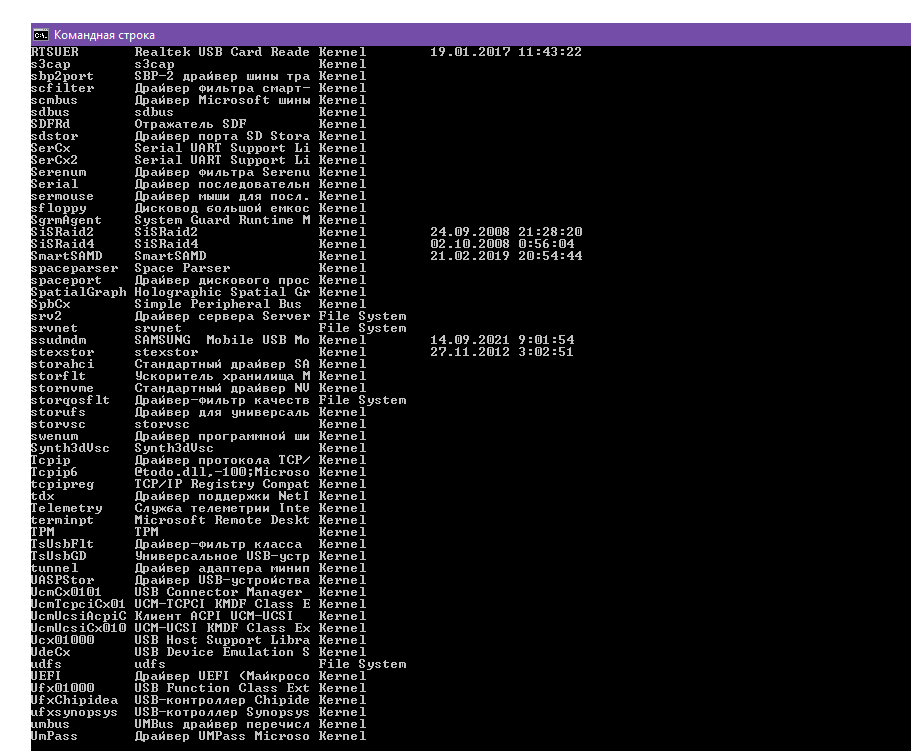 Командная строка
RTSUER Realtek USB Card Reade Kernel 19.01.2017 11:43:22
s3cap s3cap Kernel
sbp2port SBP-2 драйвер шины тра Kernel
scfilter Драйвер фильтра смарт- Kernel
scmbus Драйвер Microsoft шины Kernel
sdbus sdbus Kernel
SDFRd Отражатель SDF Kernel
sdstor Драйвер порта SD Stora Kernel
SerCx Serial UART Support Li Kernel
SerCx2 Serial UART Support Li Kernel
Serenum Драйвер фильтра Serenu Kernel
Serial Драйвер последовательн Kernel
sermouse Драйвер мыши для посл. Kernel
sfloppy Дисковод большой емкос Kernel
SgrmAgent System Guard Runtime M Kernel
SiSRaid2 SiSRaid2 Kernel 24.09.2008 21:28:20
SiSRaid4 SiSRaid4 Kernel 02.10.2008 0:56:04
SmartSAMD SmartSAMD Kernel 21.02.2019 20:54:44
spaceparser Space Parser Kernel
spaceport Драйвер дискового прос Kernel
SpatialGraph Holographic Spatial Gr Kernel
SpbCx Simple Peripheral Bus Kernel
srv2 Драйвер сервера Server File System
srvnet srvnet File System
ssudmdm SAMSUNG Mobile USB Mo Kernel 14.09.2021 9:01:54
stexstor stexstor Kernel 27.11.2012 3:02:51
storahci Стандартный драйвер SA Kernel
storflt Ускоритель хранилища M Kernel
stornvme Стандартный драйвер NV Kernel
storqosflt Драйвер-фильтр качеств File System
storufs Драйвер для универсаль Kernel
storvsc storvsc Kernel
swenum Драйвер программной ши Kernel
Synth3dVsc Synth3dVsc Kernel
Tcpip Драйвер протокола TCP/ Kernel
Tcpip6 @todo.dll,-100;Microso Kernel
tcpipreg TCP/IP Registry Compat Kernel
tdx Драйвер поддержки NetI Kernel
Telemetry Служба телеметрии Inte Kernel
terminpt Microsoft Remote Deskt Kernel
TPM TPM Kernel
TsUsbFlt Драйвер-фильтр класса Kernel
TsUsbGD Универсальное USB-устр Kernel
tunnel Драйвер адаптера минип Kernel
UASPStor Драйвер USB-устройства Kernel
UcmCx0101 USB Connector Manager Kernel
UcmTcpciCx01 UCM-TCPCI KMDF Class E Kernel
UcmUcsiAcpiC Клиент ACPI UCM-UCSI Kernel
UcmUcsiCx010 UCM-UCSI KMDF Class Ex Kernel
Ucx01000 USB Host Support Libra Kernel
UdeCx USB Device Emulation S Kernel
udfs udfs File System
UEFI Драйвер UEFI (Майкросо Kernel
Ufx01000 USB Function Class Ext Kernel
UfxChipidea USB-контроллер Chipide Kernel
ufxsynopsys USB-котроллер Synopsys Kernel
umbus UMBus драйвер перечисл Kernel
UmPass Драйвер UMPass Microso Kernel